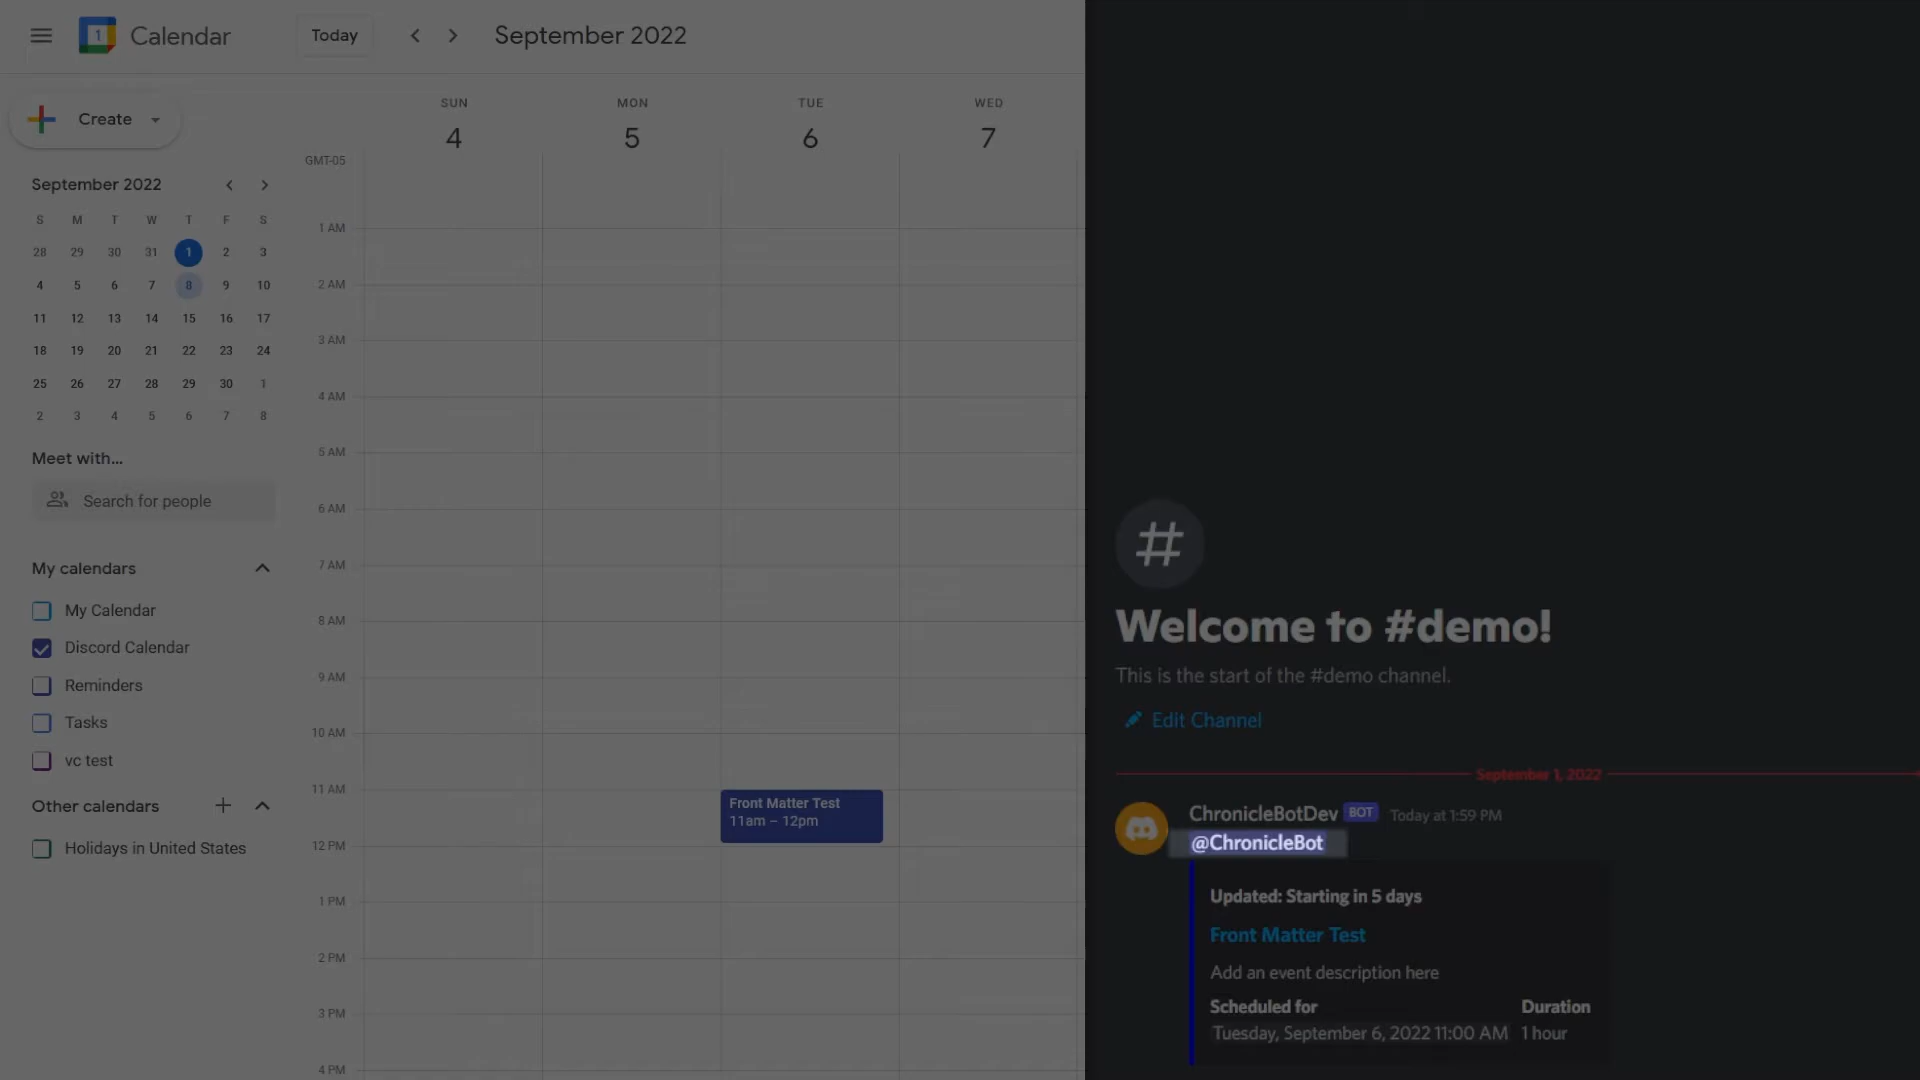 1 Calendar Today September 2022
Create
SUN MON TUE WED
4 5 6 7
GMT-05
September 2022
S M T W T F S
28 29 30 31 1 2 3
4 5 6 7 8 9 10
11 12 13 14 15 16 17
18 19 20 21 22 23 24
25 26 27 28 29 30 1
2 3 4 5 6 7 8
Meet with...
Search for people
My calendars
My Calendar
Discord Calendar
Reminders
Tasks
vc test
Other calendars
Holidays in United States
1 AM
2 AM
3 AM
4 AM
5 AM
6 AM
7 AM
8 AM
9 AM
10 AM
11 AM
12 PM
1 PM
2 PM
3 PM
4 PM
Front Matter Test
11am – 12pm
#
Welcome to #demo!
This is the start of the #demo channel.
Edit Channel
September 1, 2022
ChronicleBotDev BOT Today at 1:59 PM
@ChronicleBot
Updated: Starting in 5 days
Front Matter Test
Add an event description here
Scheduled for Duration
Tuesday, September 6, 2022 11:00 AM 1 hour